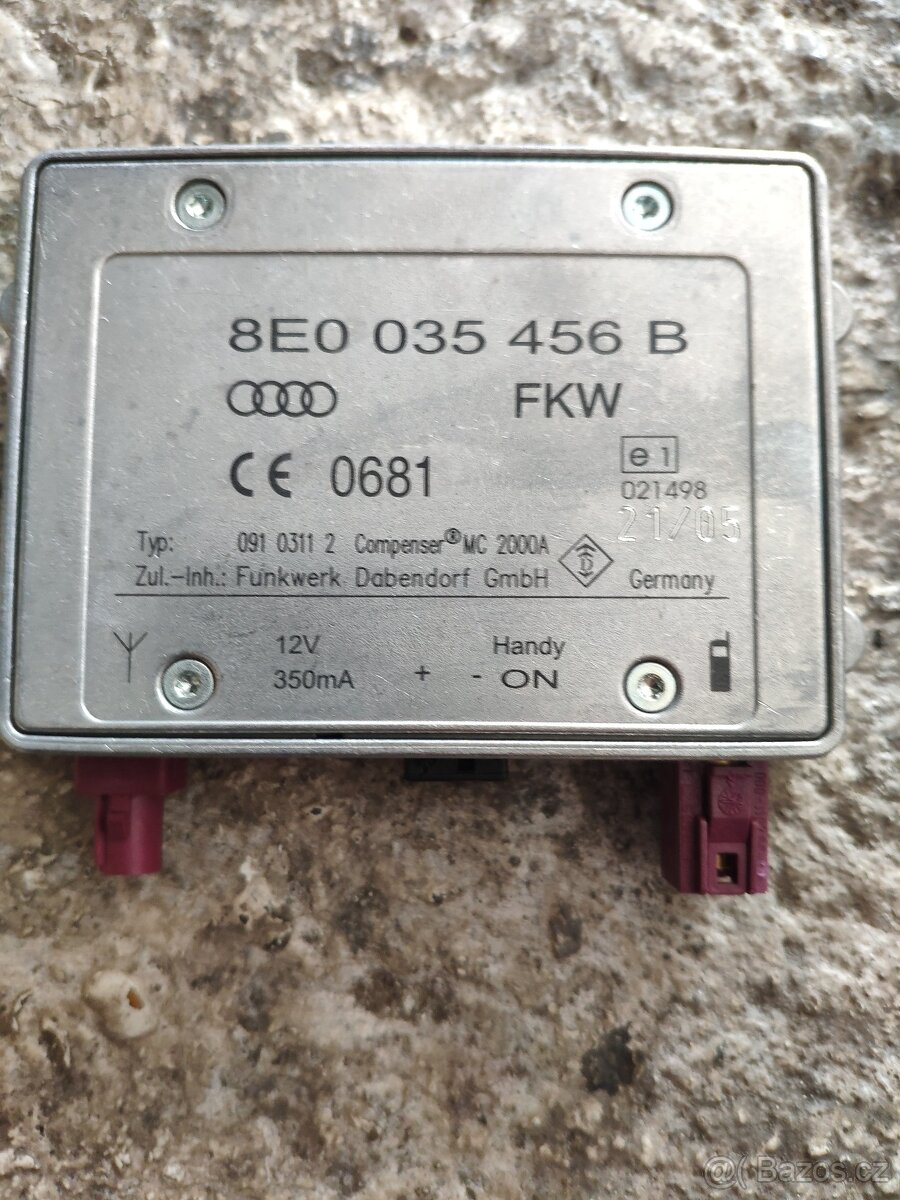 8E0 035 456 B
FKW
CE 0681
e1
021498
21/05
Typ: 091 0311 2 Compenser® MC 2000A
Zul.-Inh.: Funkwerk Dabendorf GmbH Germany
12V Handy
350mA + - ON
@( Bazos.cz